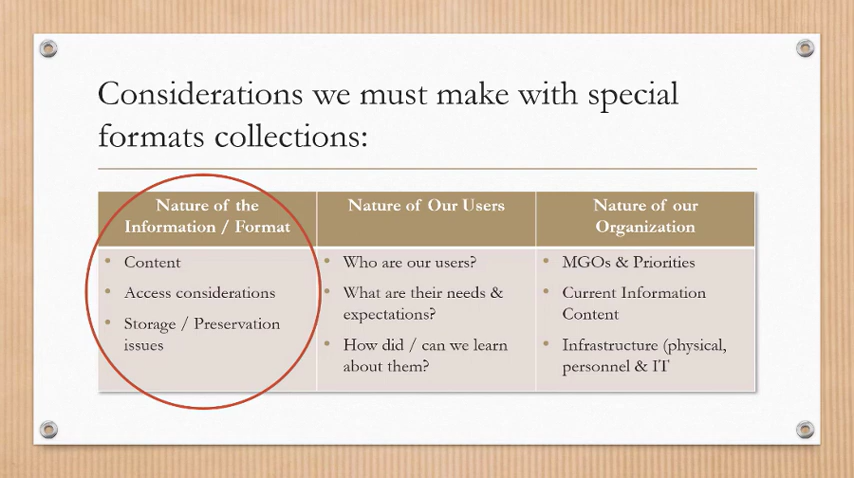 Considerations we must make with special
formats collections:
Nature of the
Information / Format
Content
Access considerations
Storage / Preservation
issues
Nature of Our Users
Who are our users?
What are their needs &
expectations?
How did / can we learn
about them?
Nature of our
Organization
MGOs & Priorities
Current Information
Content
Infrastructure (physical,
personnel & IT